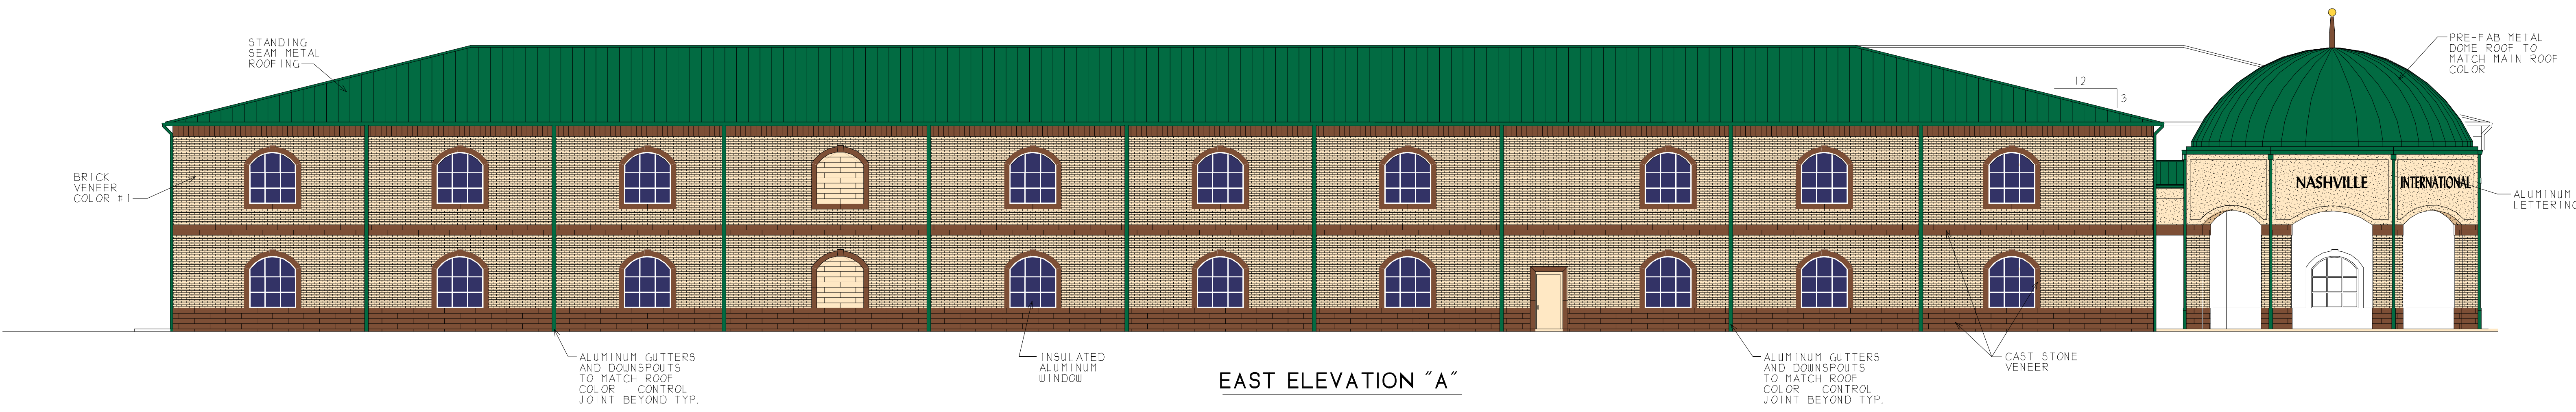 STANDING
SEAM METAL
ROOFING
PRE-FAB METAL
DOME ROOF TO
MATCH MAIN ROOF
COLOR
12
3
BRICK
VENEER
COLOR #1
NASHVILLE INTERNATIONAL
ALUMINUM
LETTERING
ALUMINUM GUTTERS
AND DOWNSPOUTS
TO MATCH ROOF
COLOR - CONTROL
JOINT BEYOND TYP.
INSULATED
ALUMINUM
WINDOW
EAST ELEVATION "A"
ALUMINUM GUTTERS
AND DOWNSPOUTS
TO MATCH ROOF
COLOR - CONTROL
JOINT BEYOND TYP.
CAST STONE
VENEER